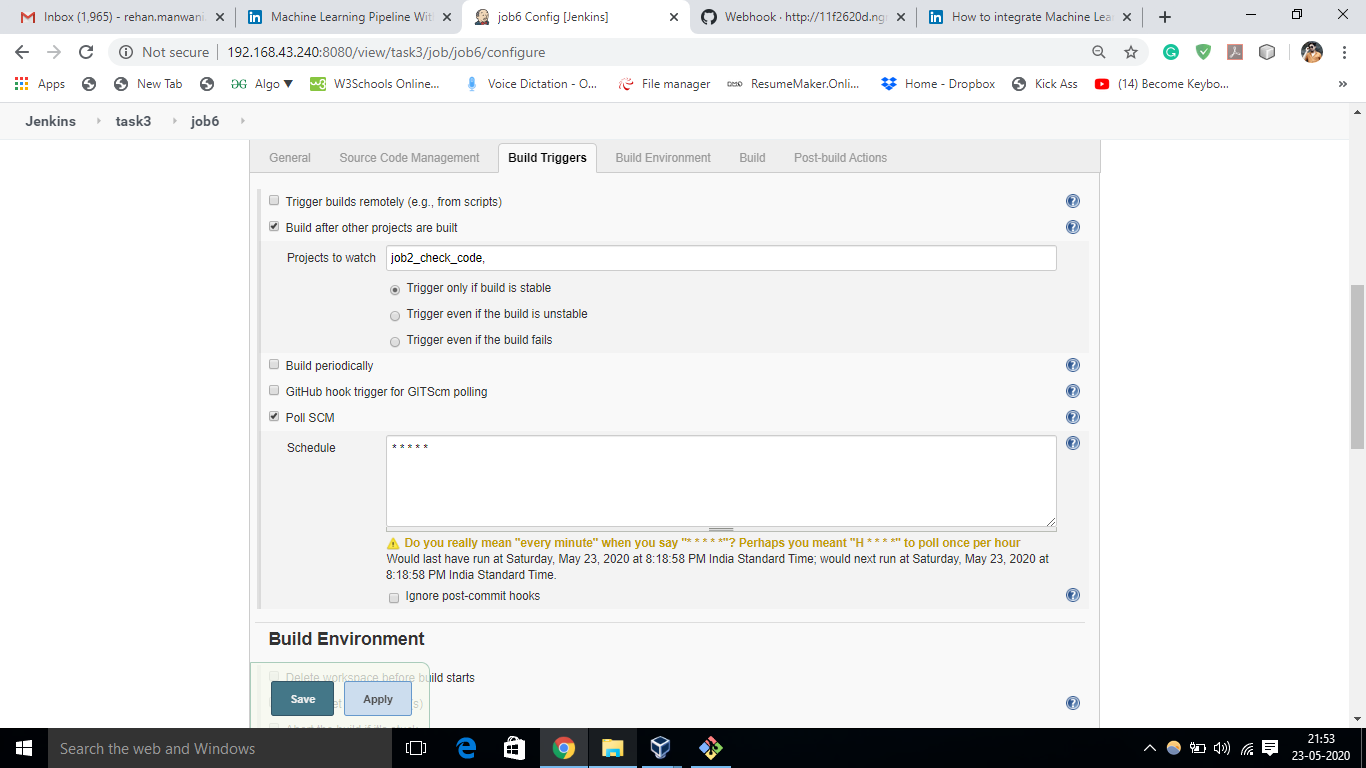 Inbox (1,965) - rehan.manwani
Machine Learning Pipeline Wit
job6 Config [Jenkins]
Webhook · http://11f2620d.ng
How to integrate Machine Lea
Not secure
192.168.43.240:8080/view/task3/job/job6/configure
Apps
New Tab
Algo
W3Schools Online...
Voice Dictation - O...
File manager
ResumeMaker.Onli...
Home - Dropbox
Kick Ass
(14) Become Keybo...
»
Jenkins
task3
job6
General
Source Code Management
Build Triggers
Build Environment
Build
Post-build Actions
Trigger builds remotely (e.g., from scripts)
Build after other projects are built
Projects to watch
job2_check_code,
Trigger only if build is stable
Trigger even if the build is unstable
Trigger even if the build fails
Build periodically
GitHub hook trigger for GITScm polling
Poll SCM
Schedule
* * * * *
Do you really mean "every minute" when you say "* * * * *"? Perhaps you meant "H * * * *" to poll once per hour
Would last have run at Saturday, May 23, 2020 at 8:18:58 PM India Standard Time; would next run at Saturday, May 23, 2020 at
8:18:58 PM India Standard Time.
Ignore post-commit hooks
Build Environment
Delete workspace before build starts
Save
Apply
Search the web and Windows
21:53
23-05-2020